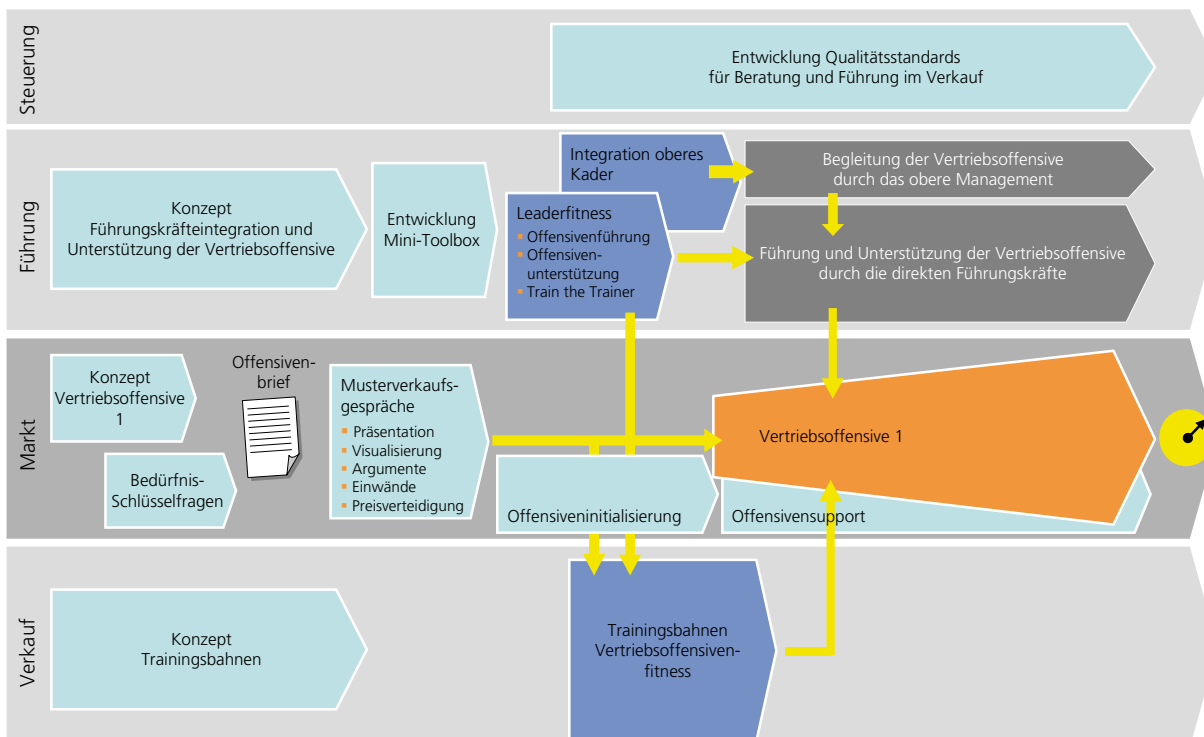 Steuerung
Entwicklung Qualitätsstandards
für Beratung und Führung im Verkauf
Führung
Konzept
Führungskräfteintegration und
Unterstützung der Vertriebsoffensive
Entwicklung
Mini-Toolbox
Integration oberes
Kader
Leaderfitness
Offensivenführung
Offensiven-
unterstützung
Train the Trainer
Begleitung der Vertriebsoffensive
durch das obere Management
Führung und Unterstützung der Vertriebsoffensive
durch die direkten Führungskräfte
Markt
Konzept
Vertriebsoffensive
1
Bedürfnis-
Schlüsselfragen
Offensiven-
brief
Musterverkaufs-
gespräche
Präsentation
Visualisierung
Argumente
Einwände
Preisverteidigung
Offensiveninitialisierung
Vertriebsoffensive 1
Offensivensupport
Verkauf
Konzept
Trainingsbahnen
Trainingsbahnen
Vertriebsoffensiven-
fitness